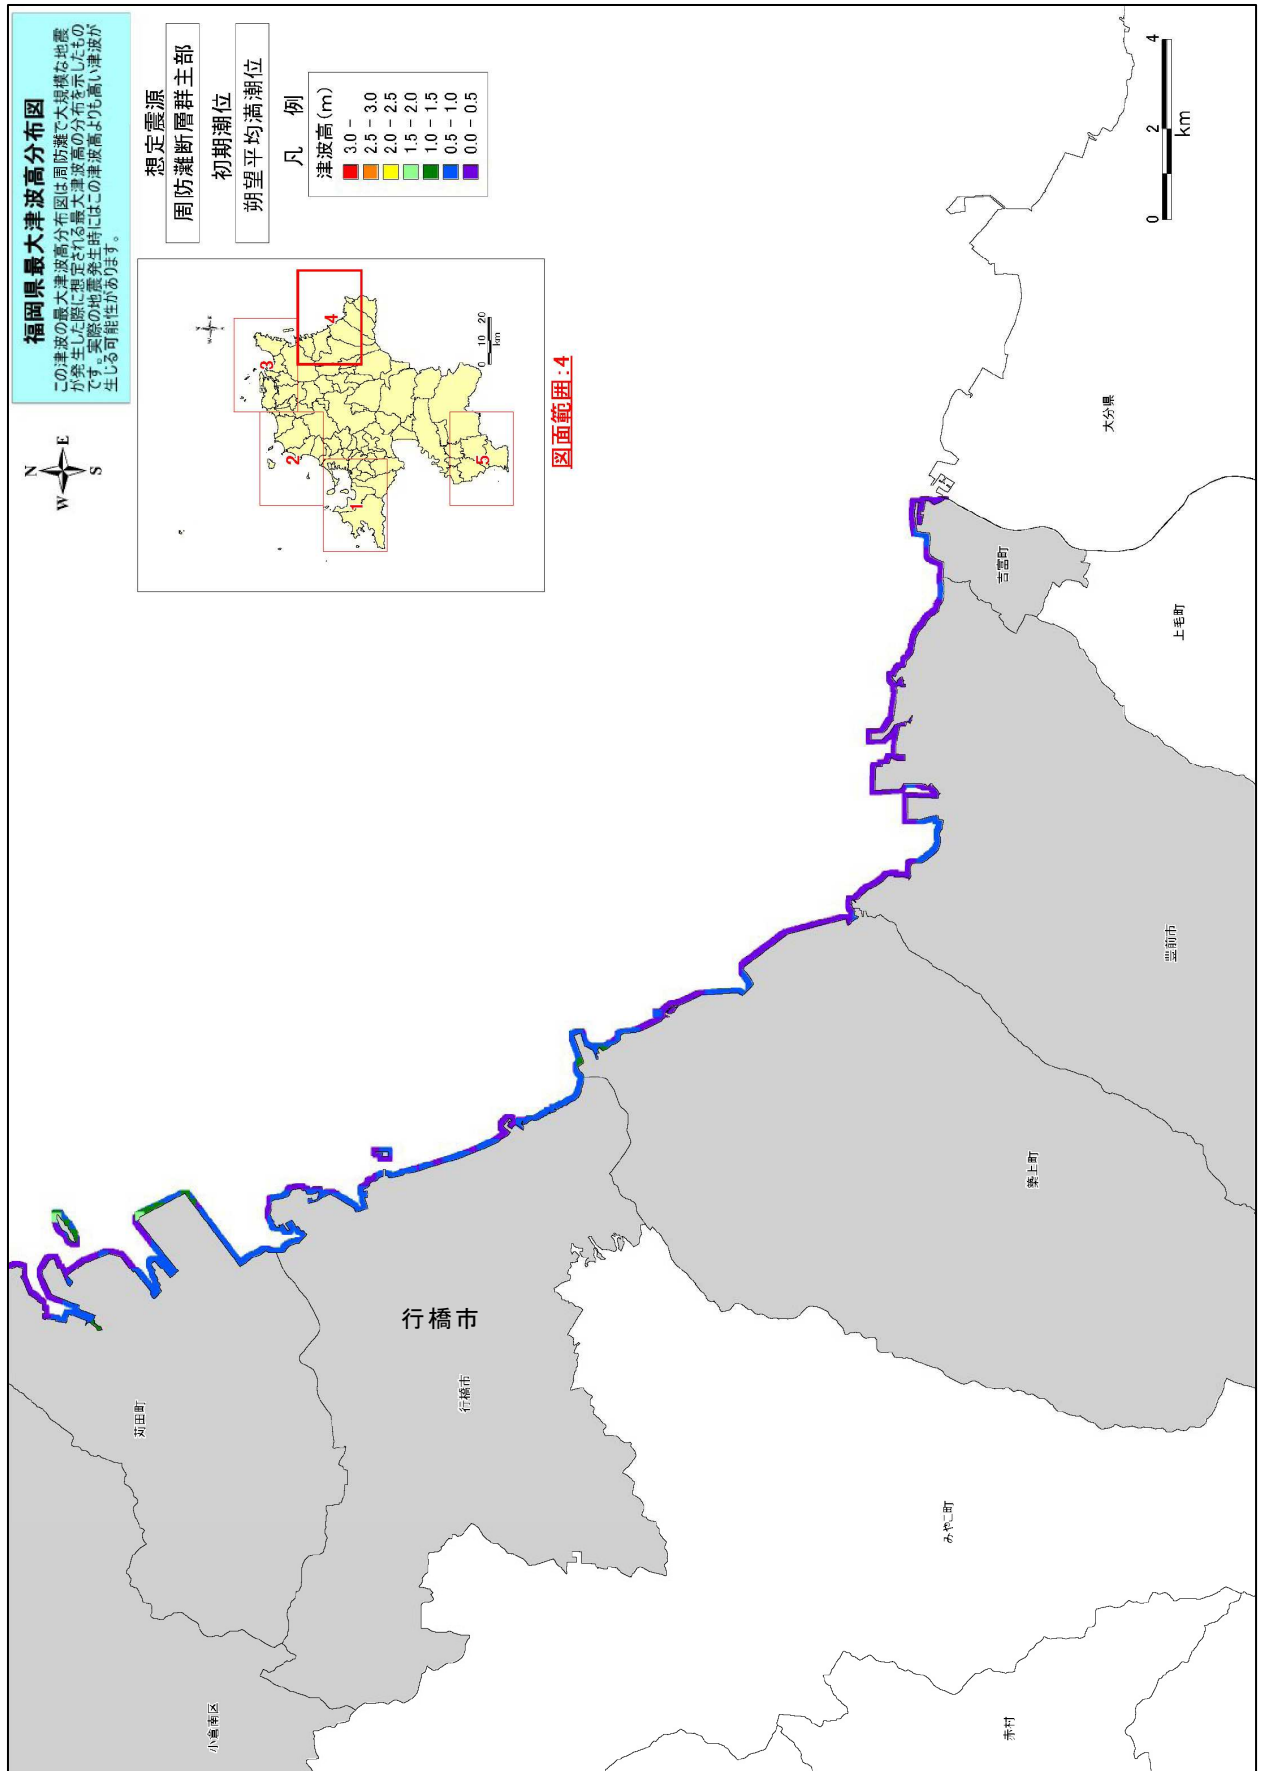 福岡県最大津波高分布図
この津波の最大津波高分布図は周防灘で大規模な地震
が発生した際に想定される最大津波高の分布を示したもの
です。実際の地震発生時にはこの津波高よりも高い津波が
生じる可能性があります。
N
W E
S
想定震源
周防灘断層群主部
初期潮位
朔望平均満潮位
凡 例
津波高(m)
3.0 -
2.5 - 3.0
2.0 - 2.5
1.5 - 2.0
1.0 - 1.5
0.5 - 1.0
0.0 - 0.5
1
2
3
4
5
0 10 20
km
図面範囲:4
0 2 4
km
小倉南区
苅田町
行橋市
行橋市
みやこ町
赤村
築上町
豊前市
吉富町
上毛町
大分県